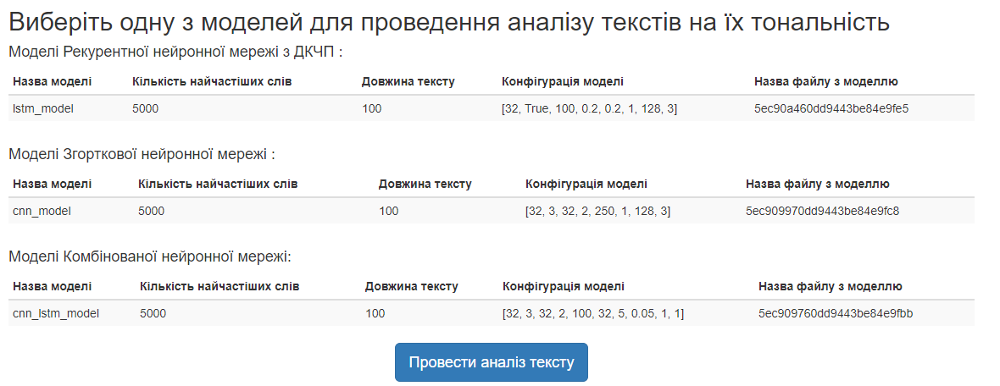 Виберіть одну з моделей для проведення аналізу текстів на їх тональність
Моделі Рекурентної нейронної мережі з ДКЧП :
Назва моделі Кількість найчастіших слів Довжина тексту Конфігурація моделі Назва файлу з моделлю
lstm_model 5000 100 [32, True, 100, 0.2, 0.2, 1, 128, 3] 5ec90a460dd9443be84e9fe5
Моделі Згорткової нейронної мережі :
Назва моделі Кількість найчастіших слів Довжина тексту Конфігурація моделі Назва файлу з моделлю
cnn_model 5000 100 [32, 3, 32, 2, 250, 1, 128, 3] 5ec909970dd9443be84e9fc8
Моделі Комбінованої нейронної мережі:
Назва моделі Кількість найчастіших слів Довжина тексту Конфігурація моделі Назва файлу з моделлю
cnn_lstm_model 5000 100 [32, 3, 32, 2, 100, 32, 5, 0.05, 1, 1] 5ec909760dd9443be84e9fbb
Провести аналіз тексту